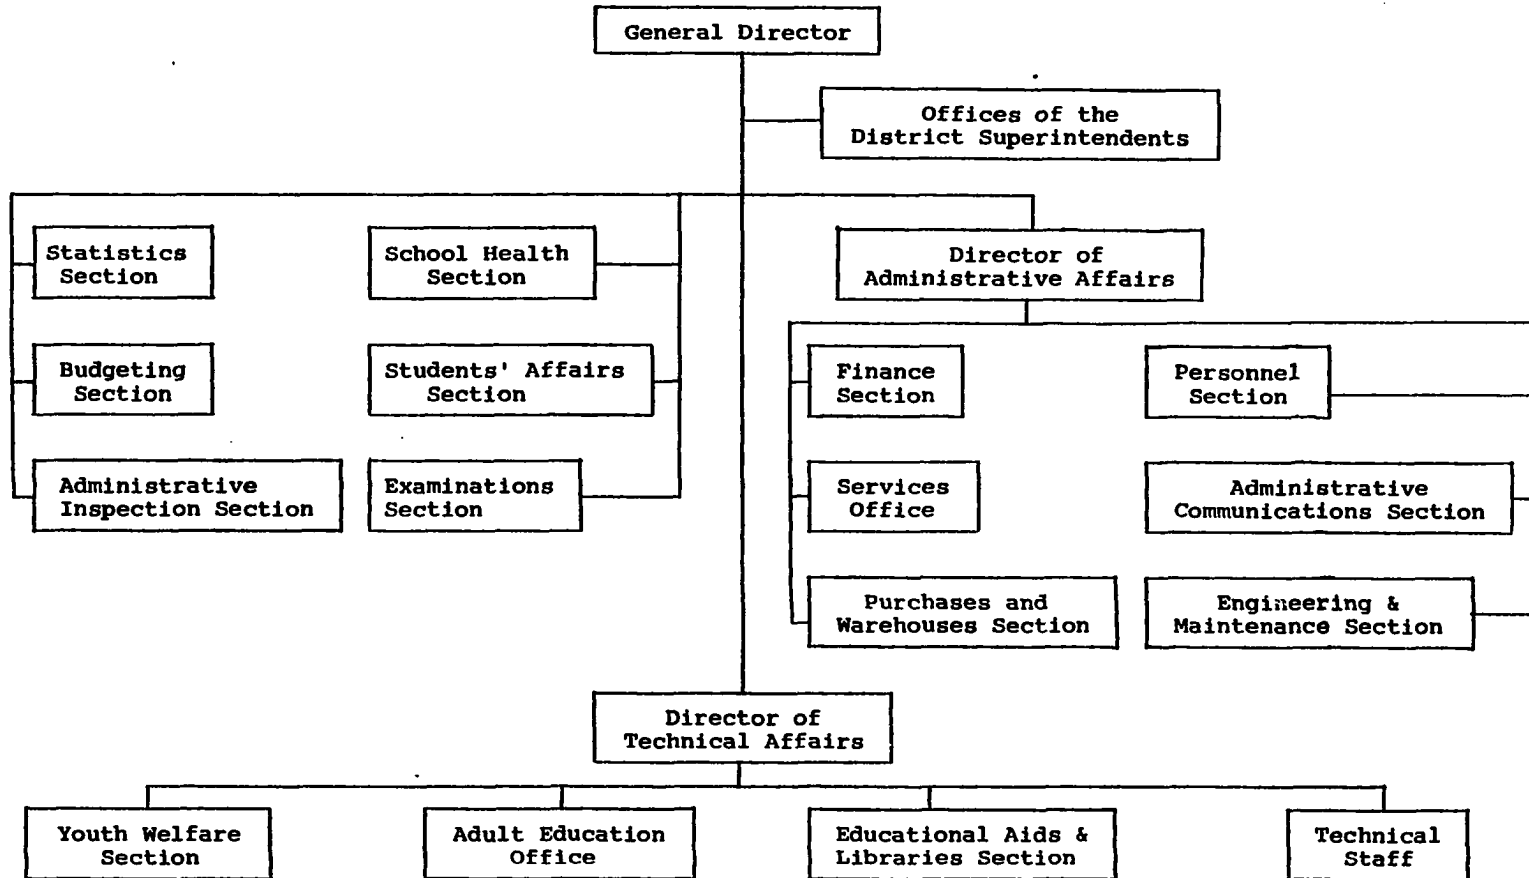 General Director
Offices of the
District Superintendents
Statistics
Section
School Health
Section
Director of
Administrative Affairs
Budgeting
Section
Students' Affairs
Section
Finance
Section
Personnel
Section
Administrative
Inspection Section
Examinations
Section
Services
Office
Administrative
Communications Section
Purchases and
Warehouses Section
Engineering &
Maintenance Section
Director of
Technical Affairs
Youth Welfare
Section
Adult Education
Office
Educational Aids &
Libraries Section
Technical
Staff